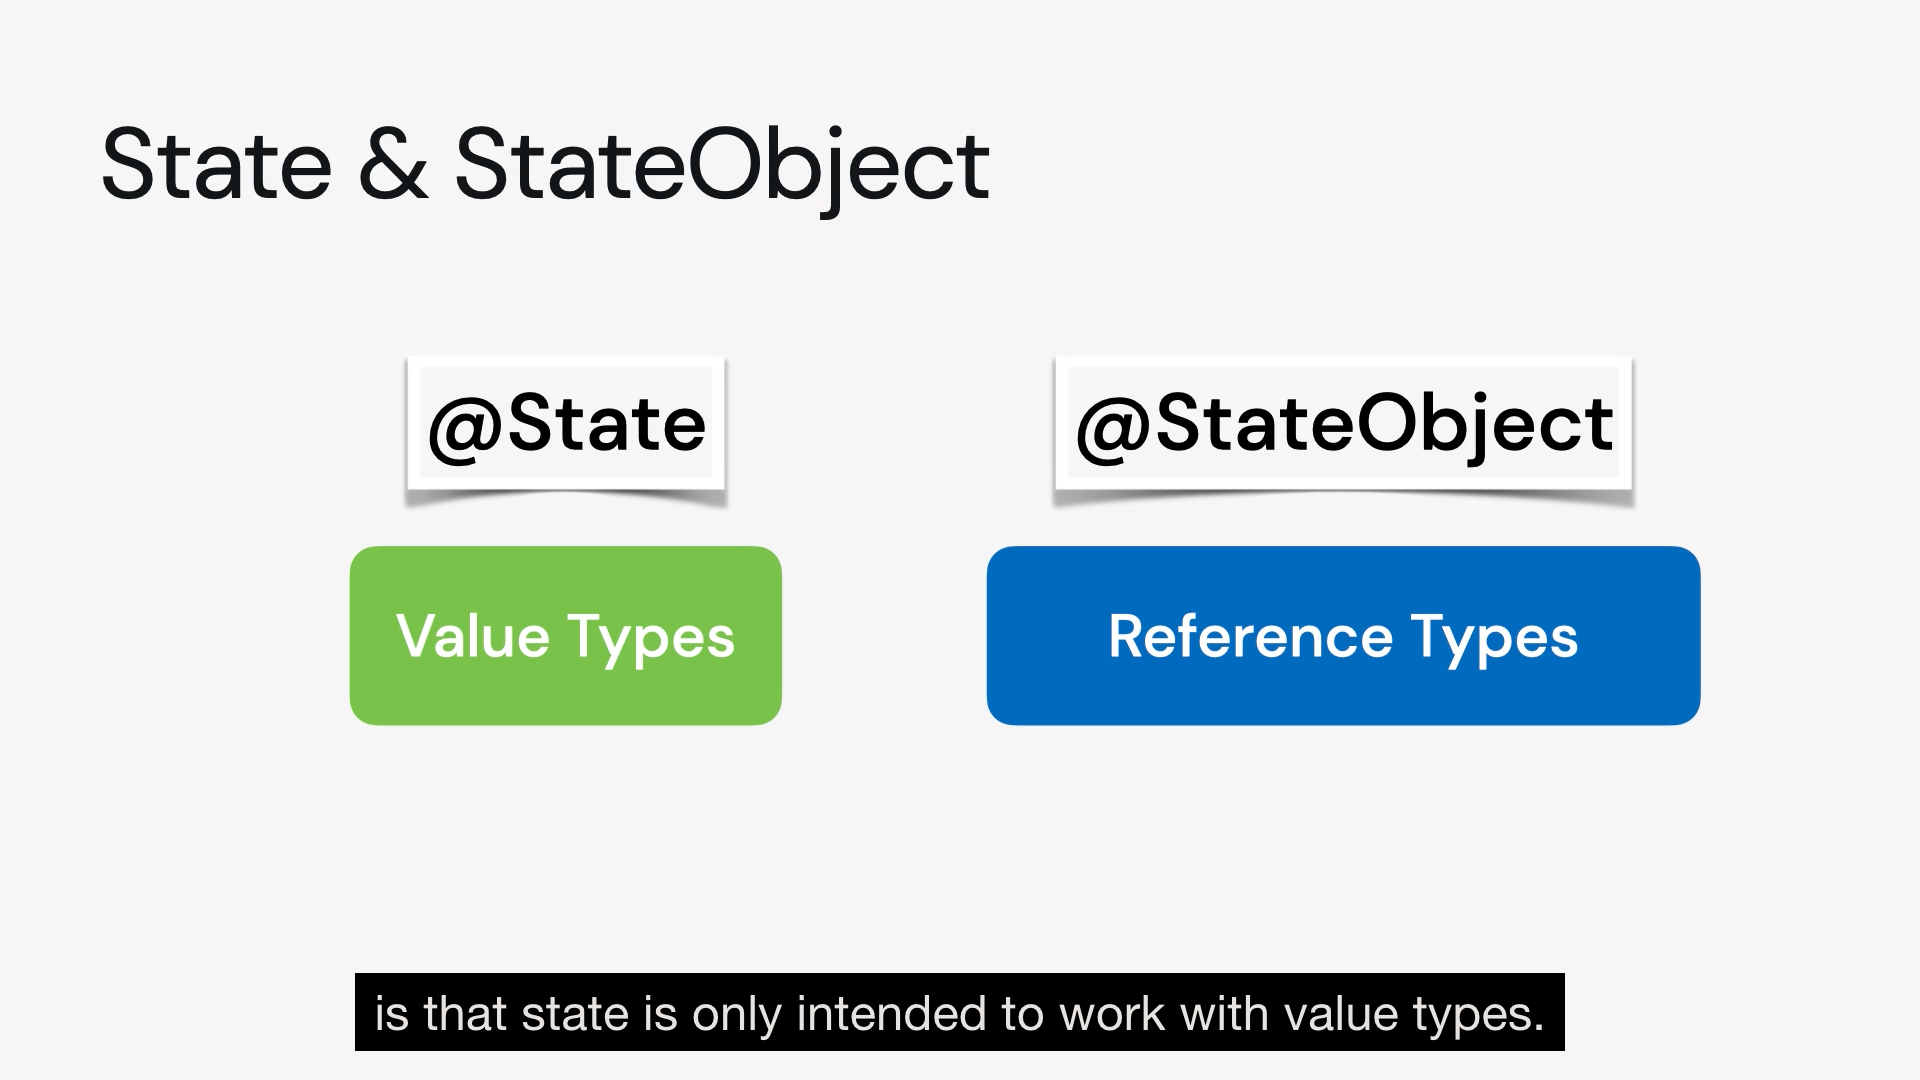 State & StateObject
@State
@StateObject
Value Types
Reference Types
is that state is only intended to work with value types.